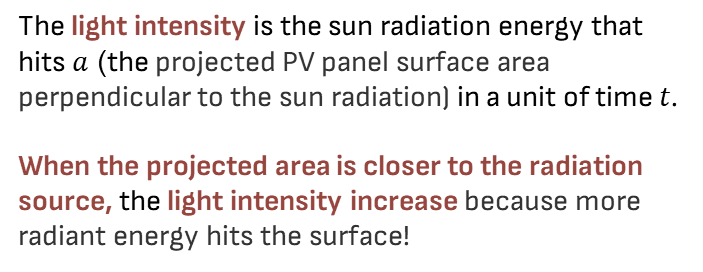 The light intensity is the sun radiation energy that
hits a (the projected PV panel surface area
perpendicular to the sun radiation) in a unit of time t.
When the projected area is closer to the radiation
source, the light intensity increase because more
radiant energy hits the surface!